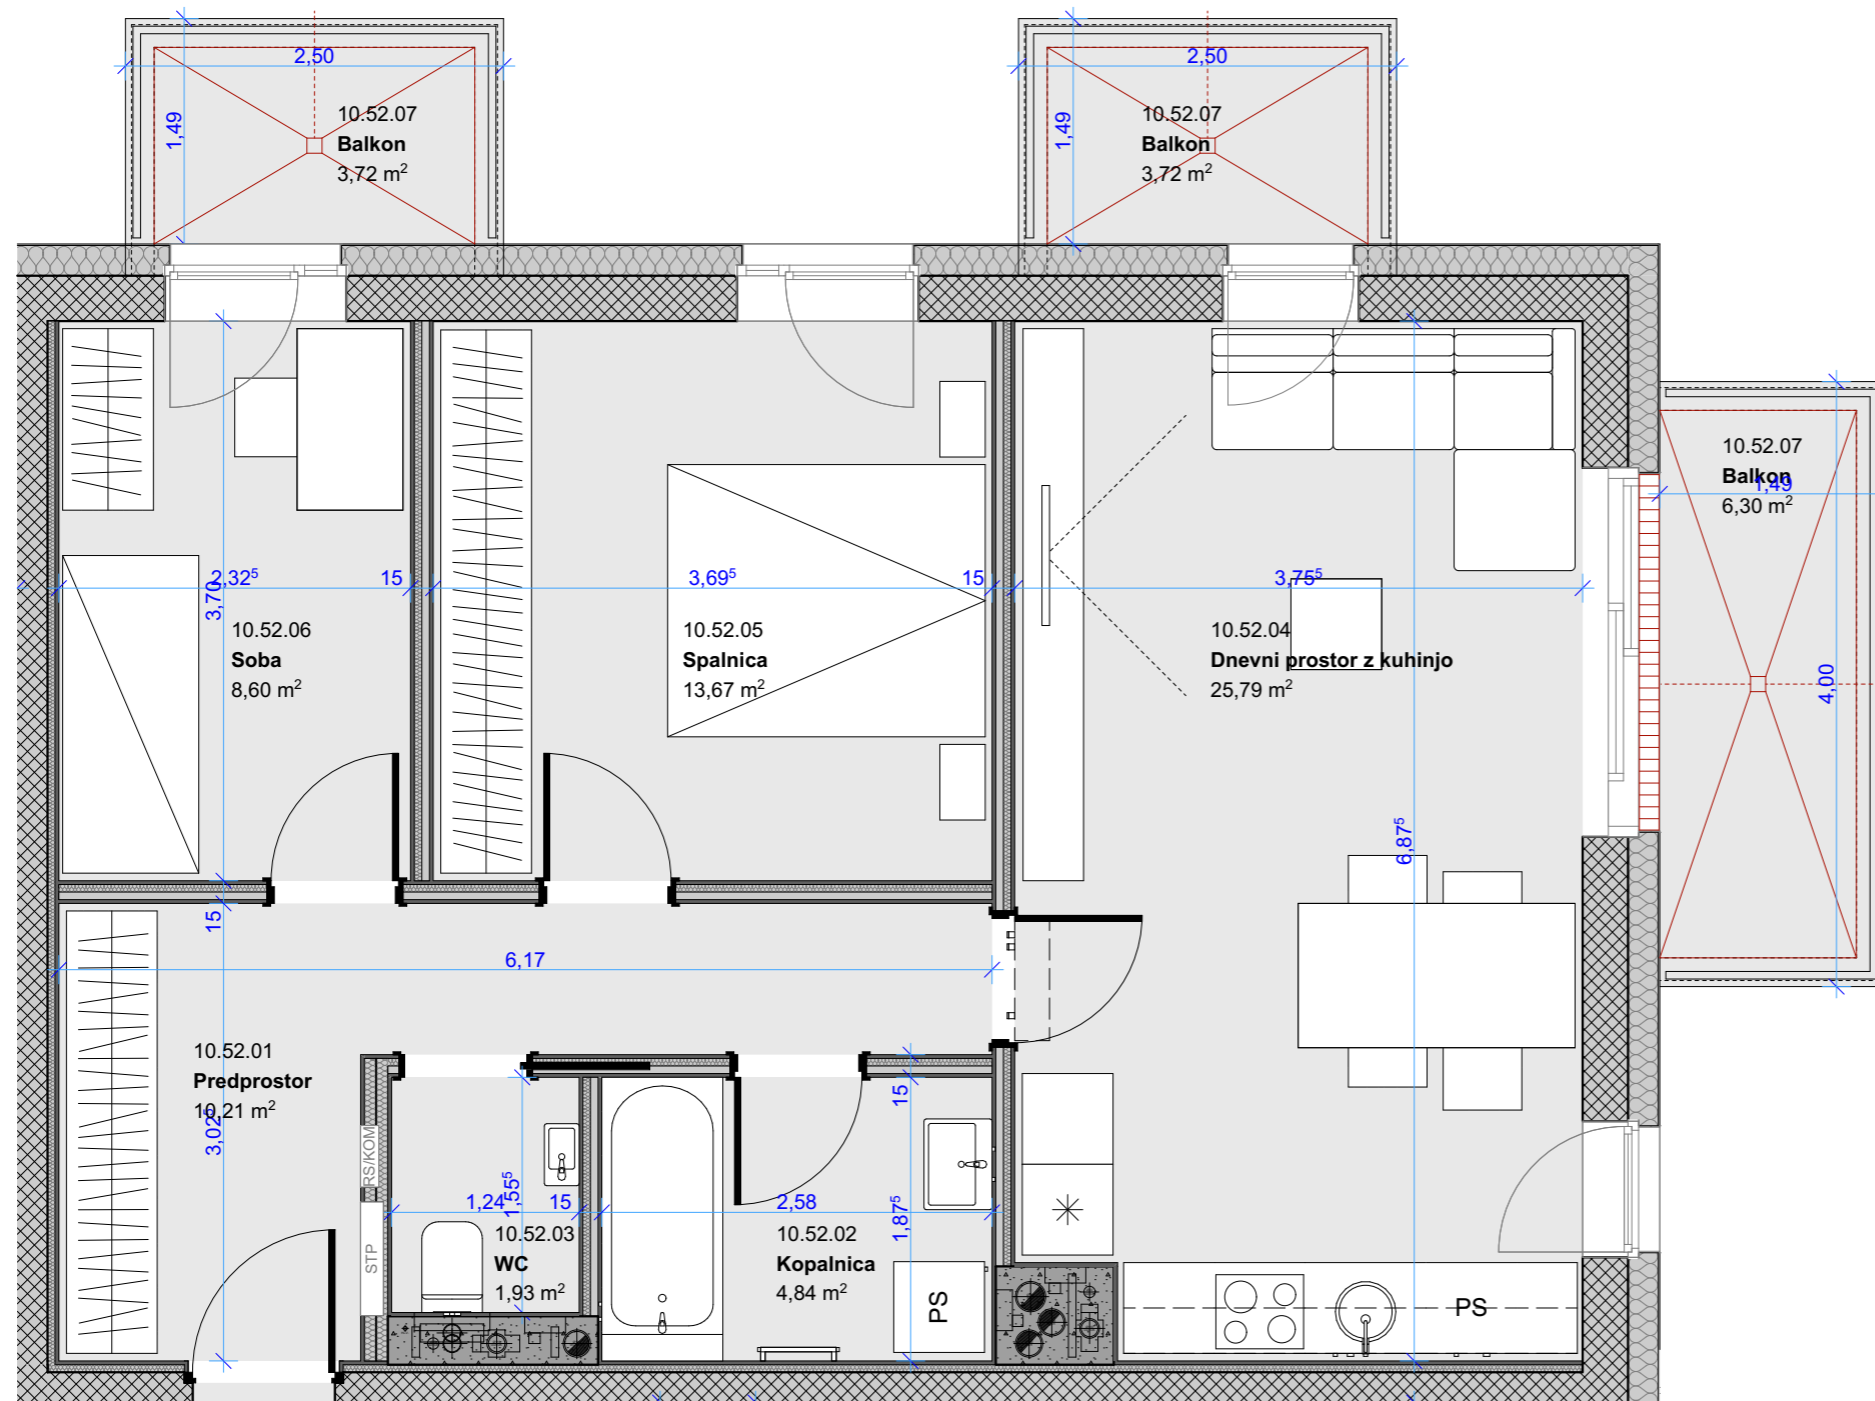 2,50
1,49
10.52.07
Balkon
3,72 m²
2,50
1,49
10.52.07
Balkon
3,72 m²
10.52.07
Balkon
1,49
6,30 m²
4,00
2,32⁵
15
3,70
10.52.06
Soba
8,60 m²
3,69⁵
15
10.52.05
Spalnica
13,67 m²
3,75⁵
10.52.04
Dnevni prostor z kuhinjo
25,79 m²
6,87⁵
15
6,17
10.52.01
Predprostor
10,21 m²
3,02⁵
RS/KOM
STP
1,24
1,55⁵
15
10.52.03
WC
1,93 m²
2,58
15
1,87⁵
10.52.02
Kopalnica
4,84 m²
PS
PS